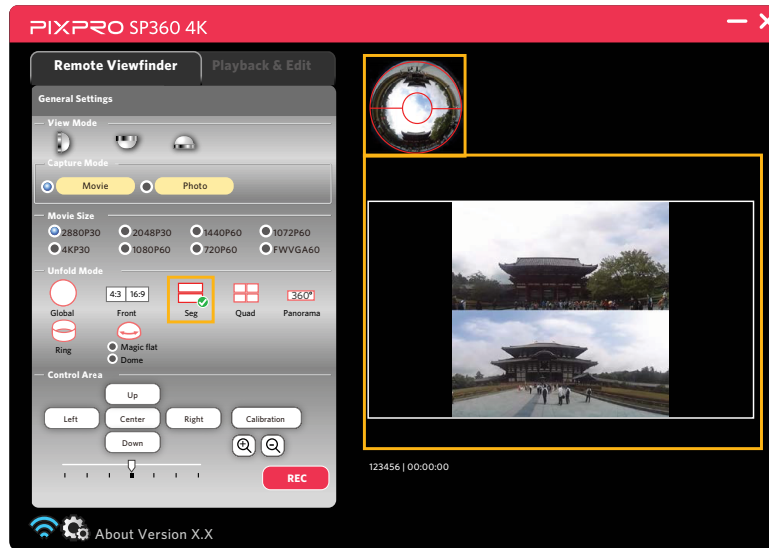 PIXPRO SP360 4K
Remote Viewfinder
Playback & Edit
General Settings
View Mode
Capture Mode
Movie Photo
Movie Size
2880P30 2048P30 1440P60 1072P60
4KP30 1080P60 720P60 FWVGA60
Unfold Mode
4:3 16:9 360°
Global Front Seg Quad Panorama
Ring
Magic flat
Dome
Control Area
Up
Left Center Right Calibration
Down
REC
123456 | 00:00:00
About Version X.X